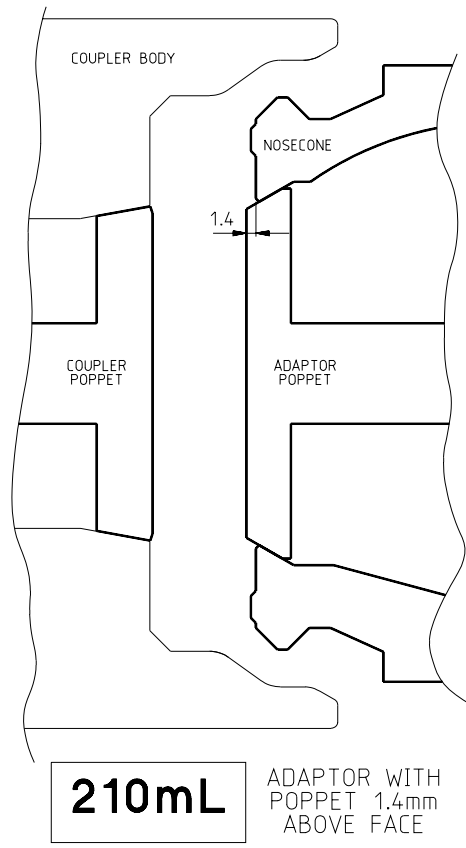 COUPLER BODY
NOSECONE
1.4
COUPLER
POPPET
ADAPTOR
POPPET
210mL
ADAPTOR WITH
POPPET 1.4mm
ABOVE FACE